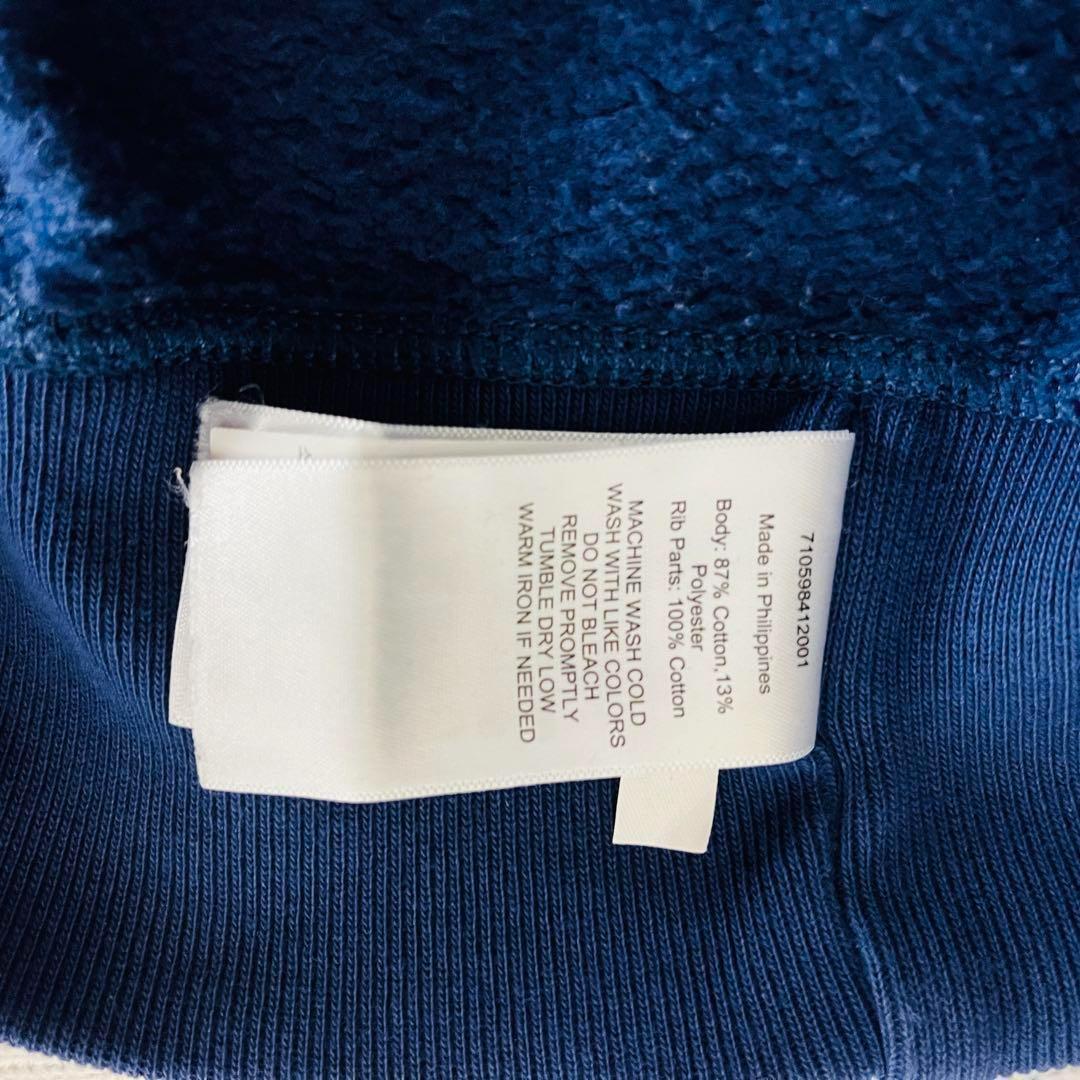 710598412001
Made in Philippines
Body: 87% Cotton,13%
Polyester
Rib Parts: 100% Cotton
MACHINE WASH COLD
WASH WITH LIKE COLORS
DO NOT BLEACH
REMOVE PROMPTLY
TUMBLE DRY LOW
WARM IRON IF NEEDED